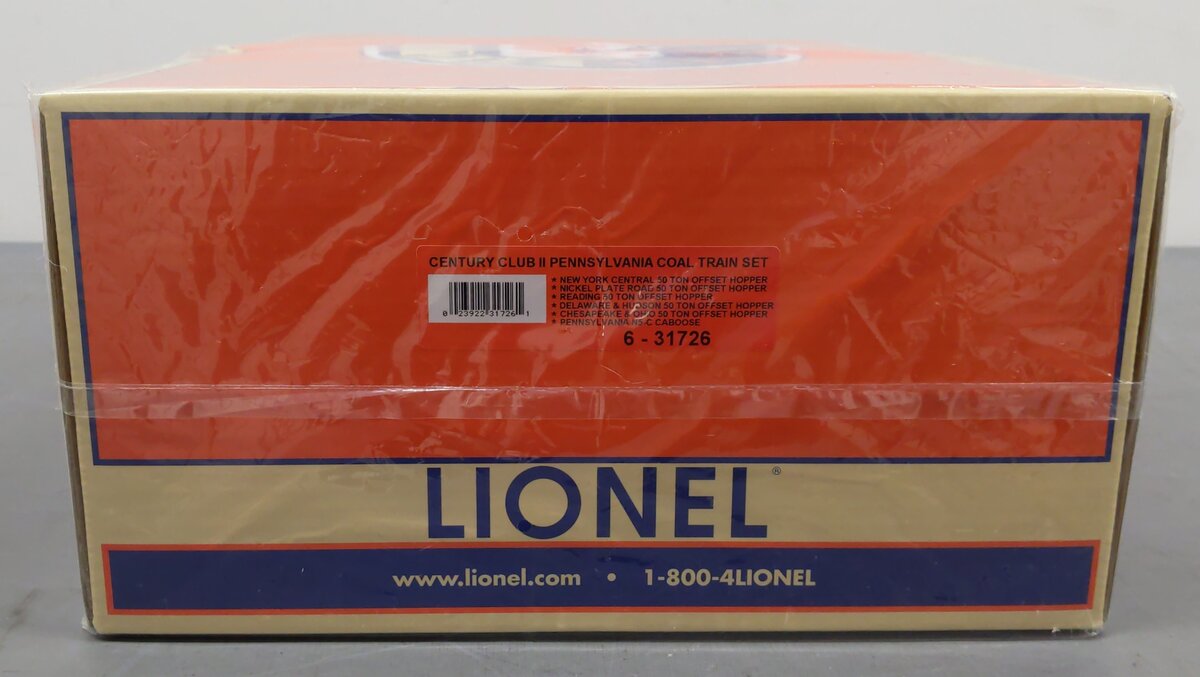 CENTURY CLUB II PENNSYLVANIA COAL TRAIN SET
★ NEW YORK CENTRAL 50 TON OFFSET HOPPER
★ NICKEL PLATE ROAD 50 TON OFFSET HOPPER
★ READING 50 TON OFFSET HOPPER
★ DELAWARE & HUDSON 50 TON OFFSET HOPPER
★ CHESAPEAKE & OHIO 50 TON OFFSET HOPPER
★ PENNSYLVANIA N5-C CABOOSE
0 23922 31726 1
6 - 31726
LIONEL®
www.lionel.com • 1-800-4LIONEL